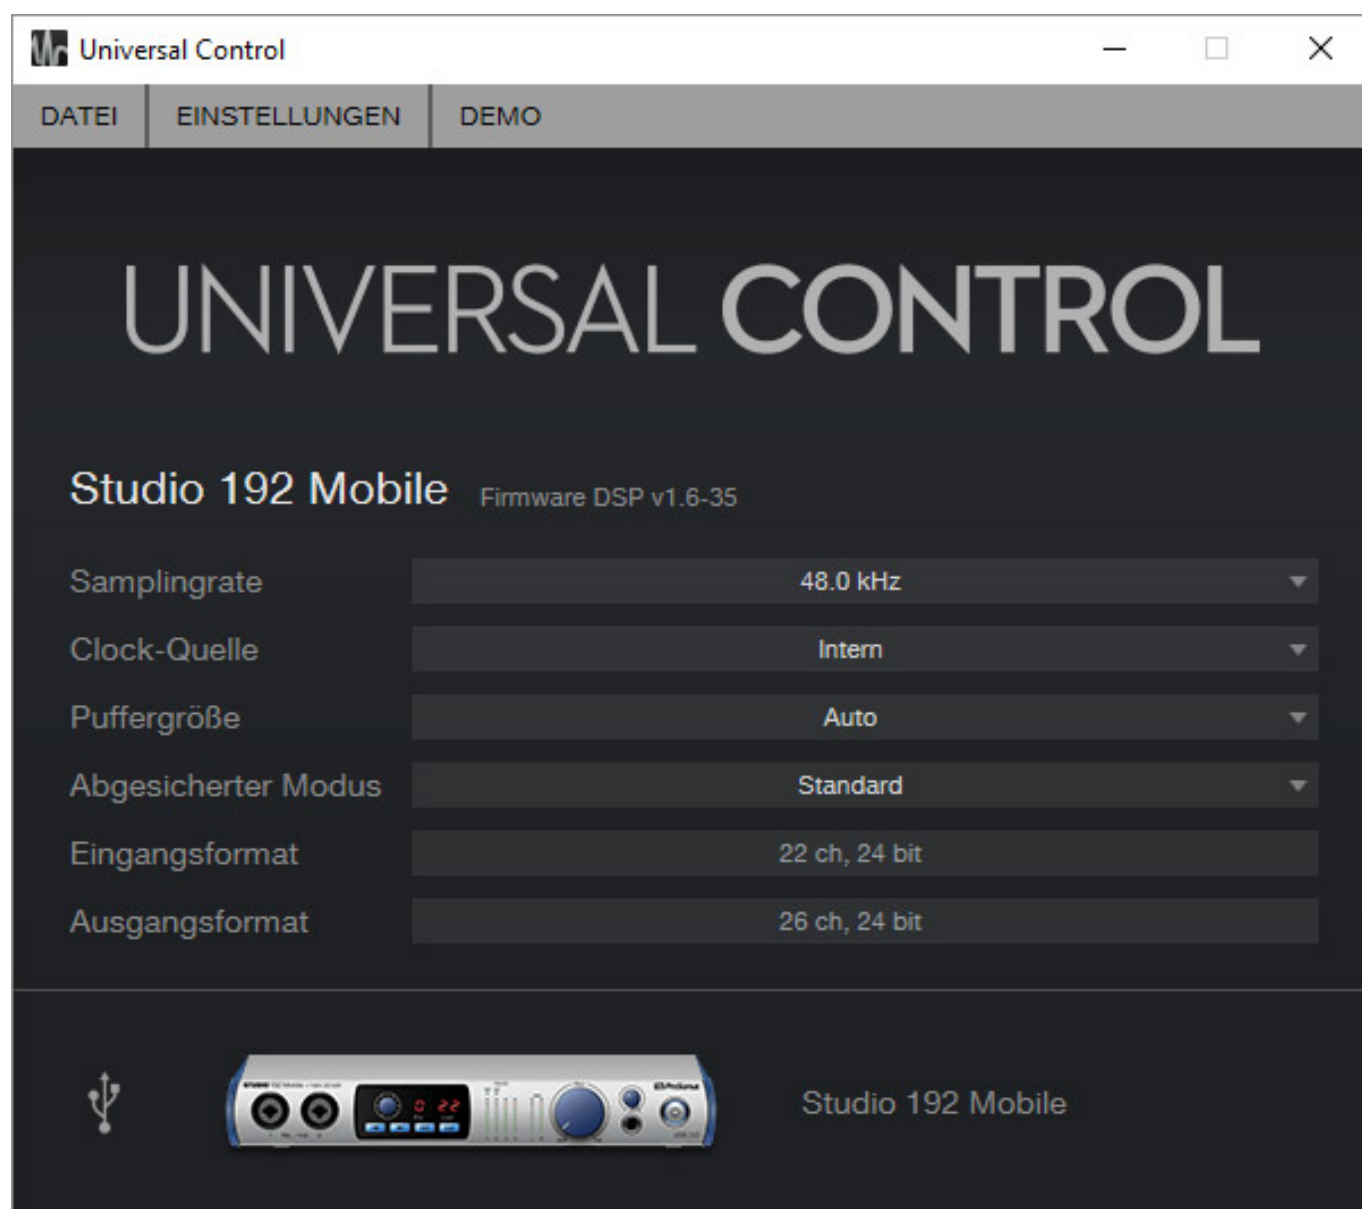 Universal Control
DATEI EINSTELLUNGEN DEMO
UNIVERSAL CONTROL
Studio 192 Mobile Firmware DSP v1.6-35
Samplingrate 48.0 kHz
Clock-Quelle Intern
Puffergröße Auto
Abgesicherter Modus Standard
Eingangsformat 22 ch, 24 bit
Ausgangsformat 26 ch, 24 bit
Studio 192 Mobile